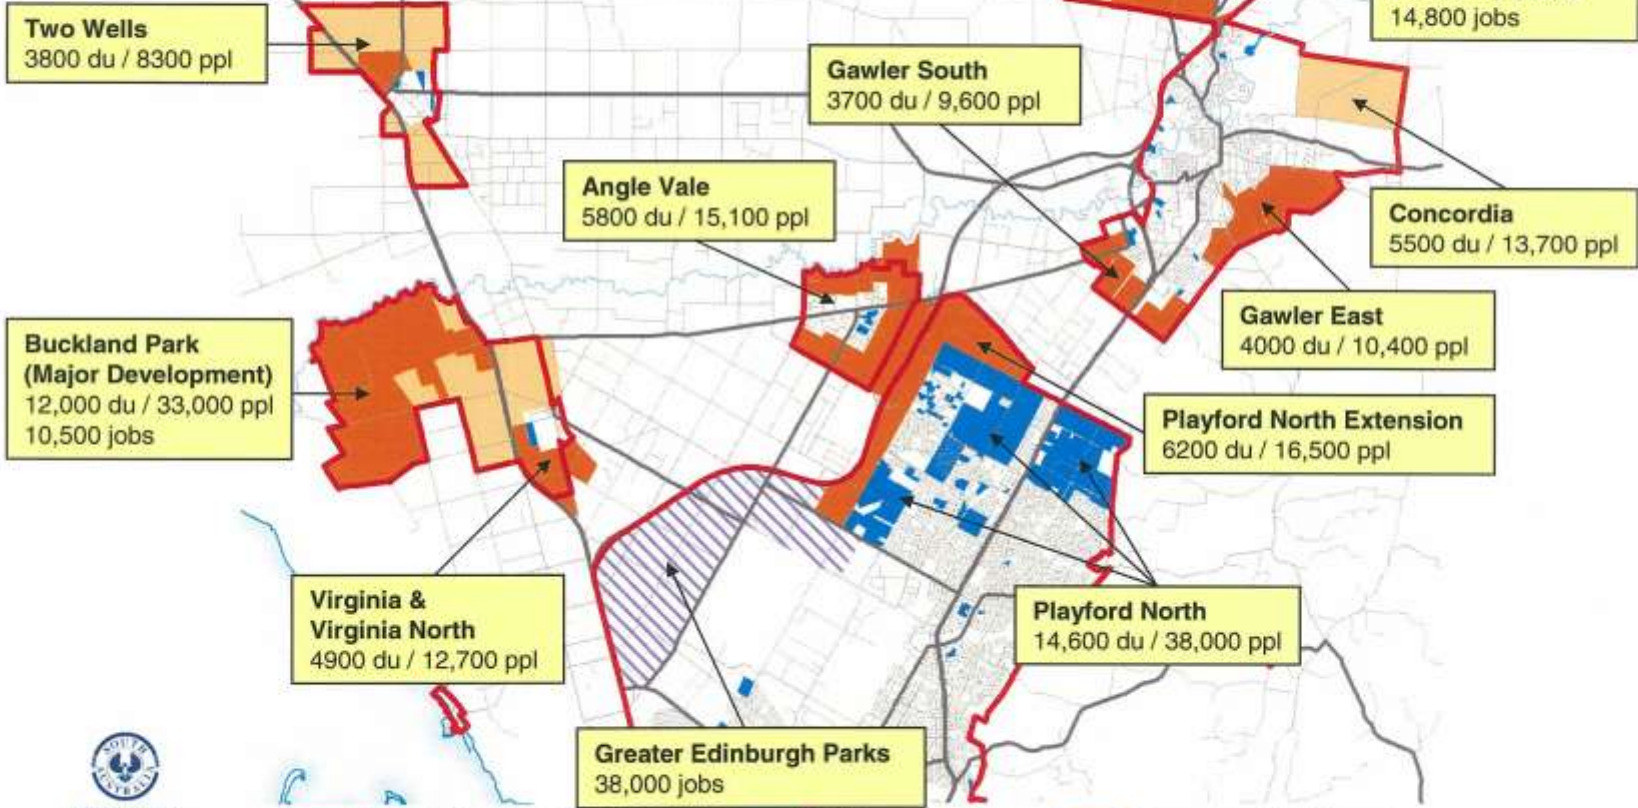 14,800 jobs
Two Wells
3800 du / 8300 ppl
Gawler South
3700 du / 9,600 ppl
Angle Vale
5800 du / 15,100 ppl
Concordia
5500 du / 13,700 ppl
Gawler East
4000 du / 10,400 ppl
Buckland Park
(Major Development)
12,000 du / 33,000 ppl
10,500 jobs
Playford North Extension
6200 du / 16,500 ppl
Virginia &
Virginia North
4900 du / 12,700 ppl
Playford North
14,600 du / 38,000 ppl
Greater Edinburgh Parks
38,000 jobs
SOUTH
AUSTRALIA